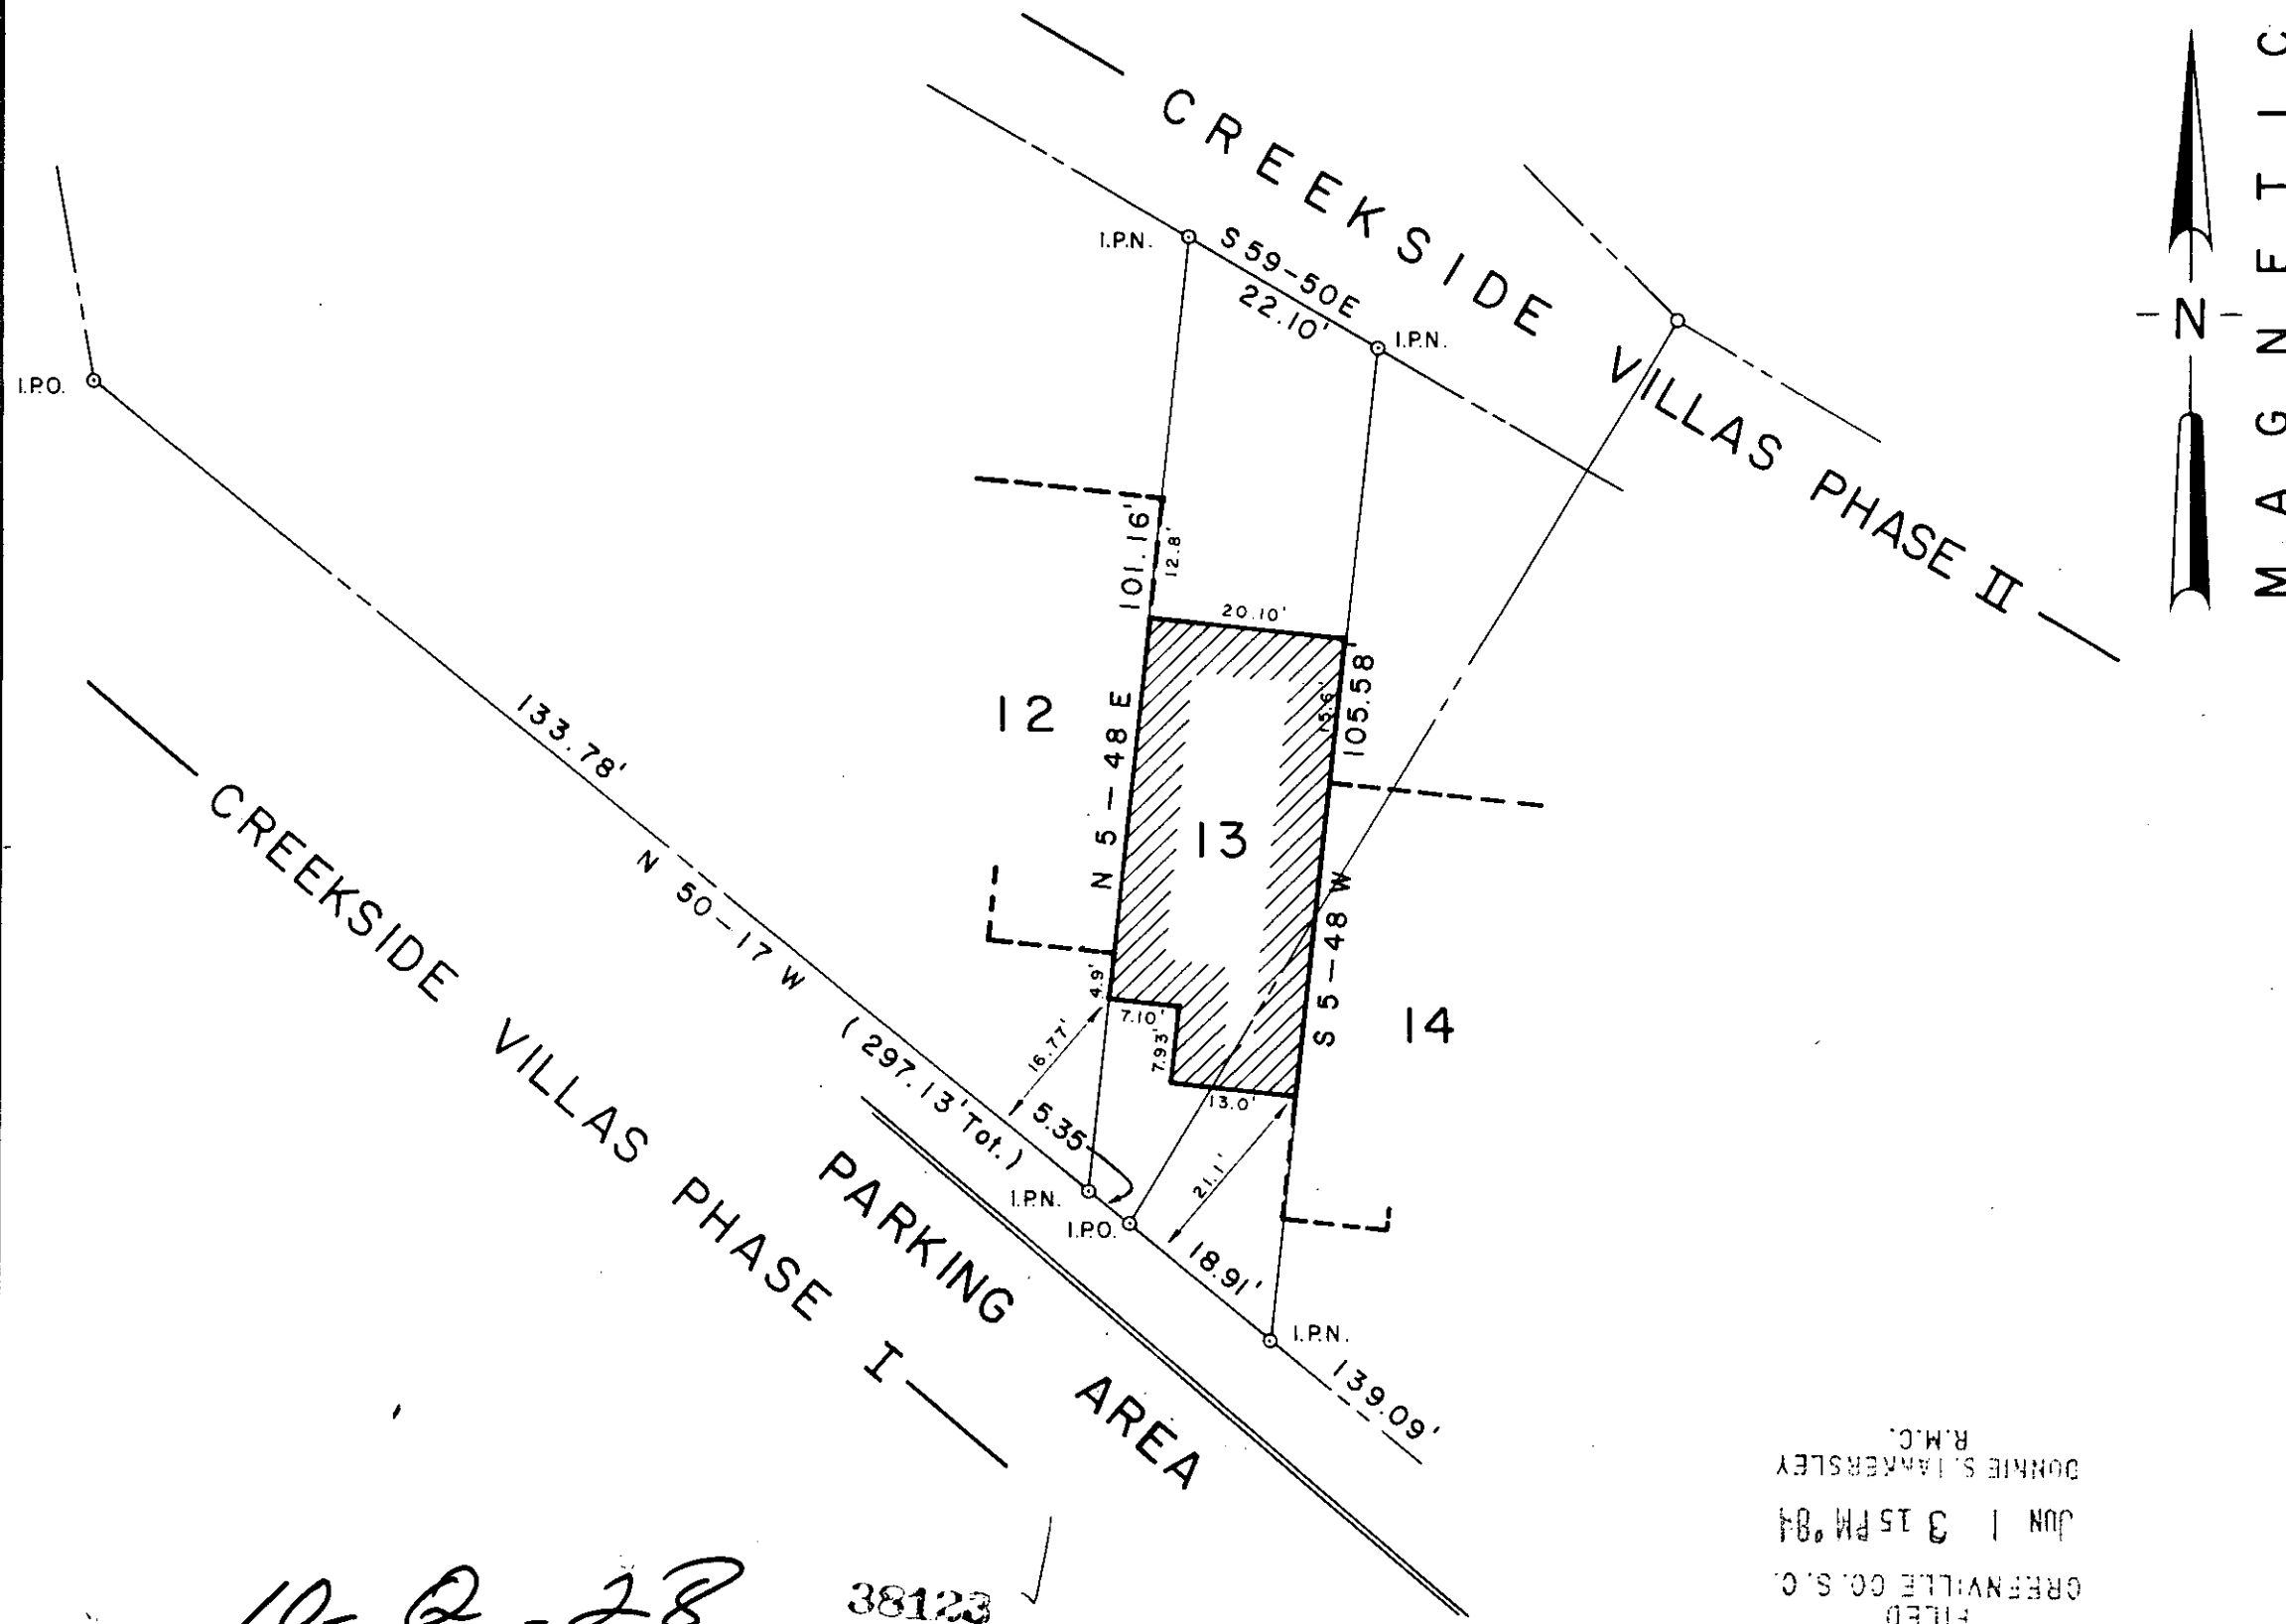 CREEKSIDE VILLAS PHASE II
MAGNETIC
N
I.P.N.
S 59-50 E
22.10'
I.P.N.
I.P.O.
101.16'
12.8'
20.10'
105.58
15.6'
12
N 5-48 E
13
S 5-48 W
14
133.78'
N 50-17 W (297.13' Tot.)
CREEKSIDE VILLAS PHASE I
4.9'
7.10'
7.93'
16.77'
13.0'
5.35
21.1'
I.P.N.
I.P.O.
18.91'
I.P.N.
139.09'
PARKING AREA
38123
FILED
GREENVILLE CO. S. C.
JUN 1 3 15 PM '84
DONNIE S. TANKERSLEY
R.M.C.